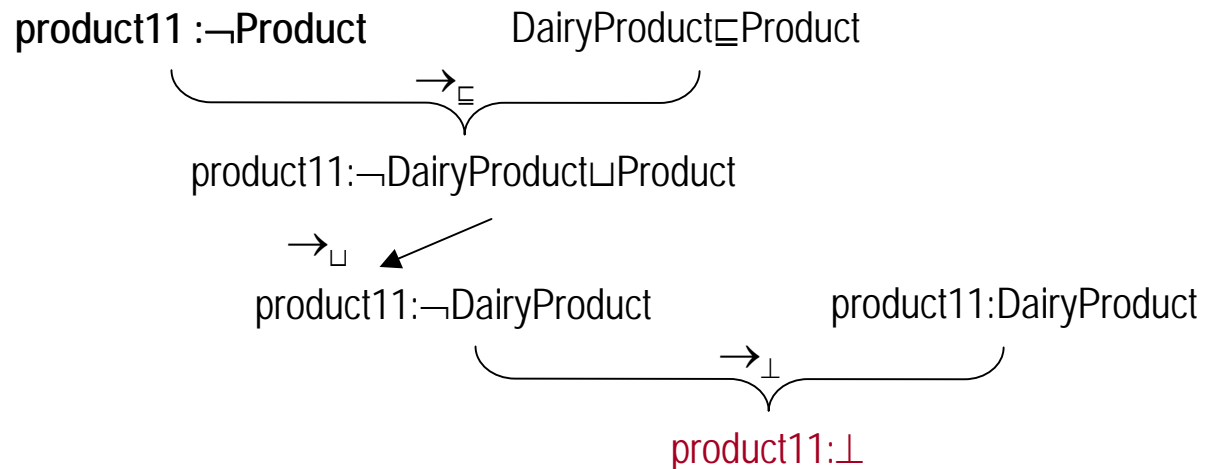 product11 :¬Product DairyProduct⊑Product
→⊑
product11:¬DairyProduct⊔Product
→⊔
product11:¬DairyProduct product11:DairyProduct
→⊥
product11:⊥